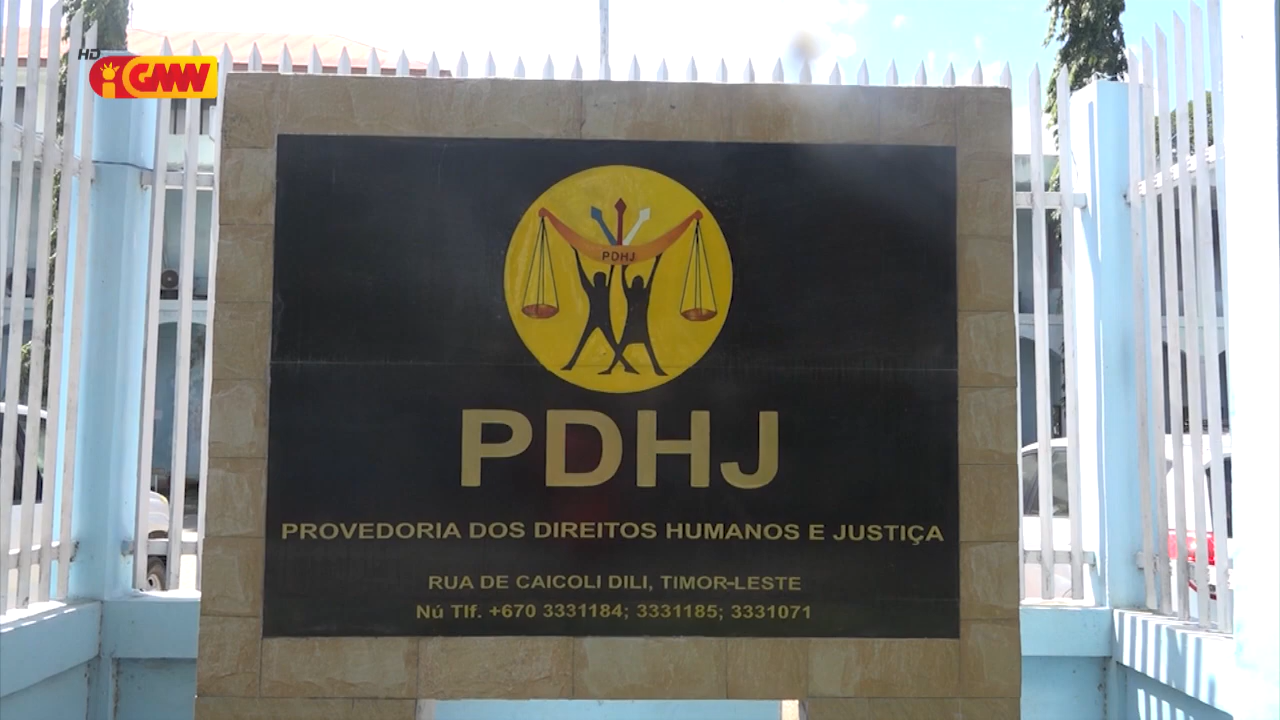 HD
GMW
PDHJ
PDHJ
PROVEDORIA DOS DIREITOS HUMANOS E JUSTIÇA
RUA DE CAICOLI DILI, TIMOR-LESTE
Nú Tlf. +670 3331184; 3331185; 3331071